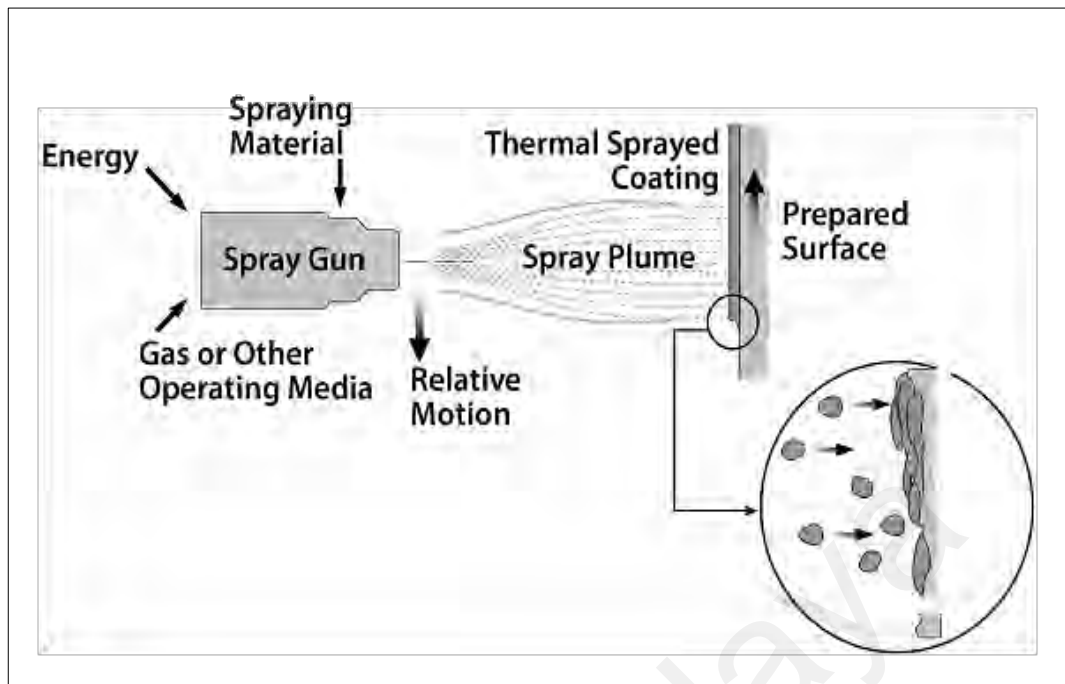 Spraying
Material
Energy
Thermal Sprayed
Coating
Prepared
Surface
Spray Gun
Spray Plume
Gas or Other
Operating Media
Relative
Motion